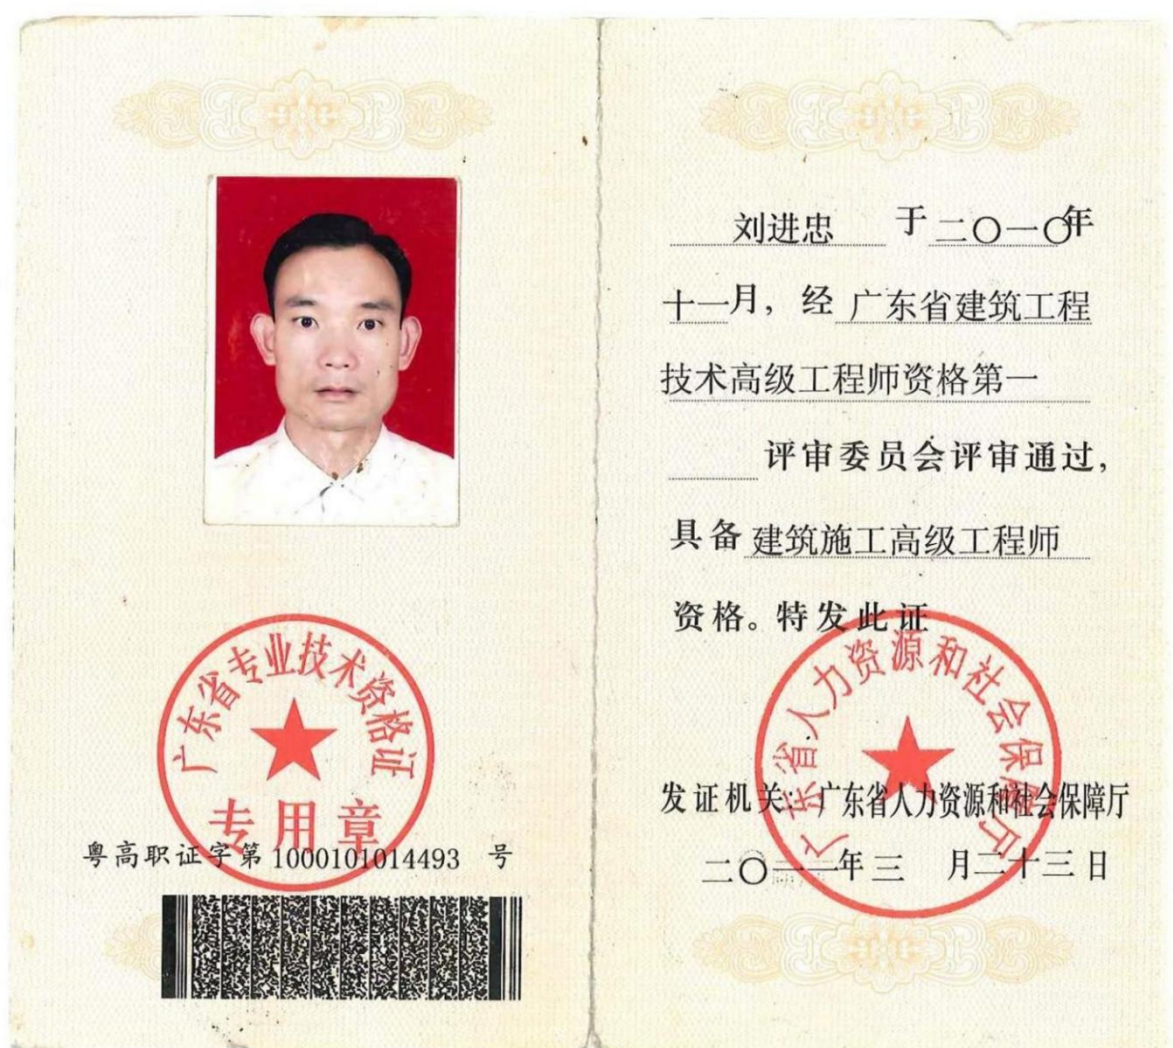 广东省专业技术资格证
专用章
粤高职证字第1000101014493 号
刘进忠 于二〇一〇年
十一月，经广东省建筑工程
技术高级工程师资格第一
评审委员会评审通过，
具备建筑施工高级工程师
资格。特发此证
广东省人力资源和社会保障厅
发证机关：广东省人力资源和社会保障厅
二〇一一年三 月二十三日